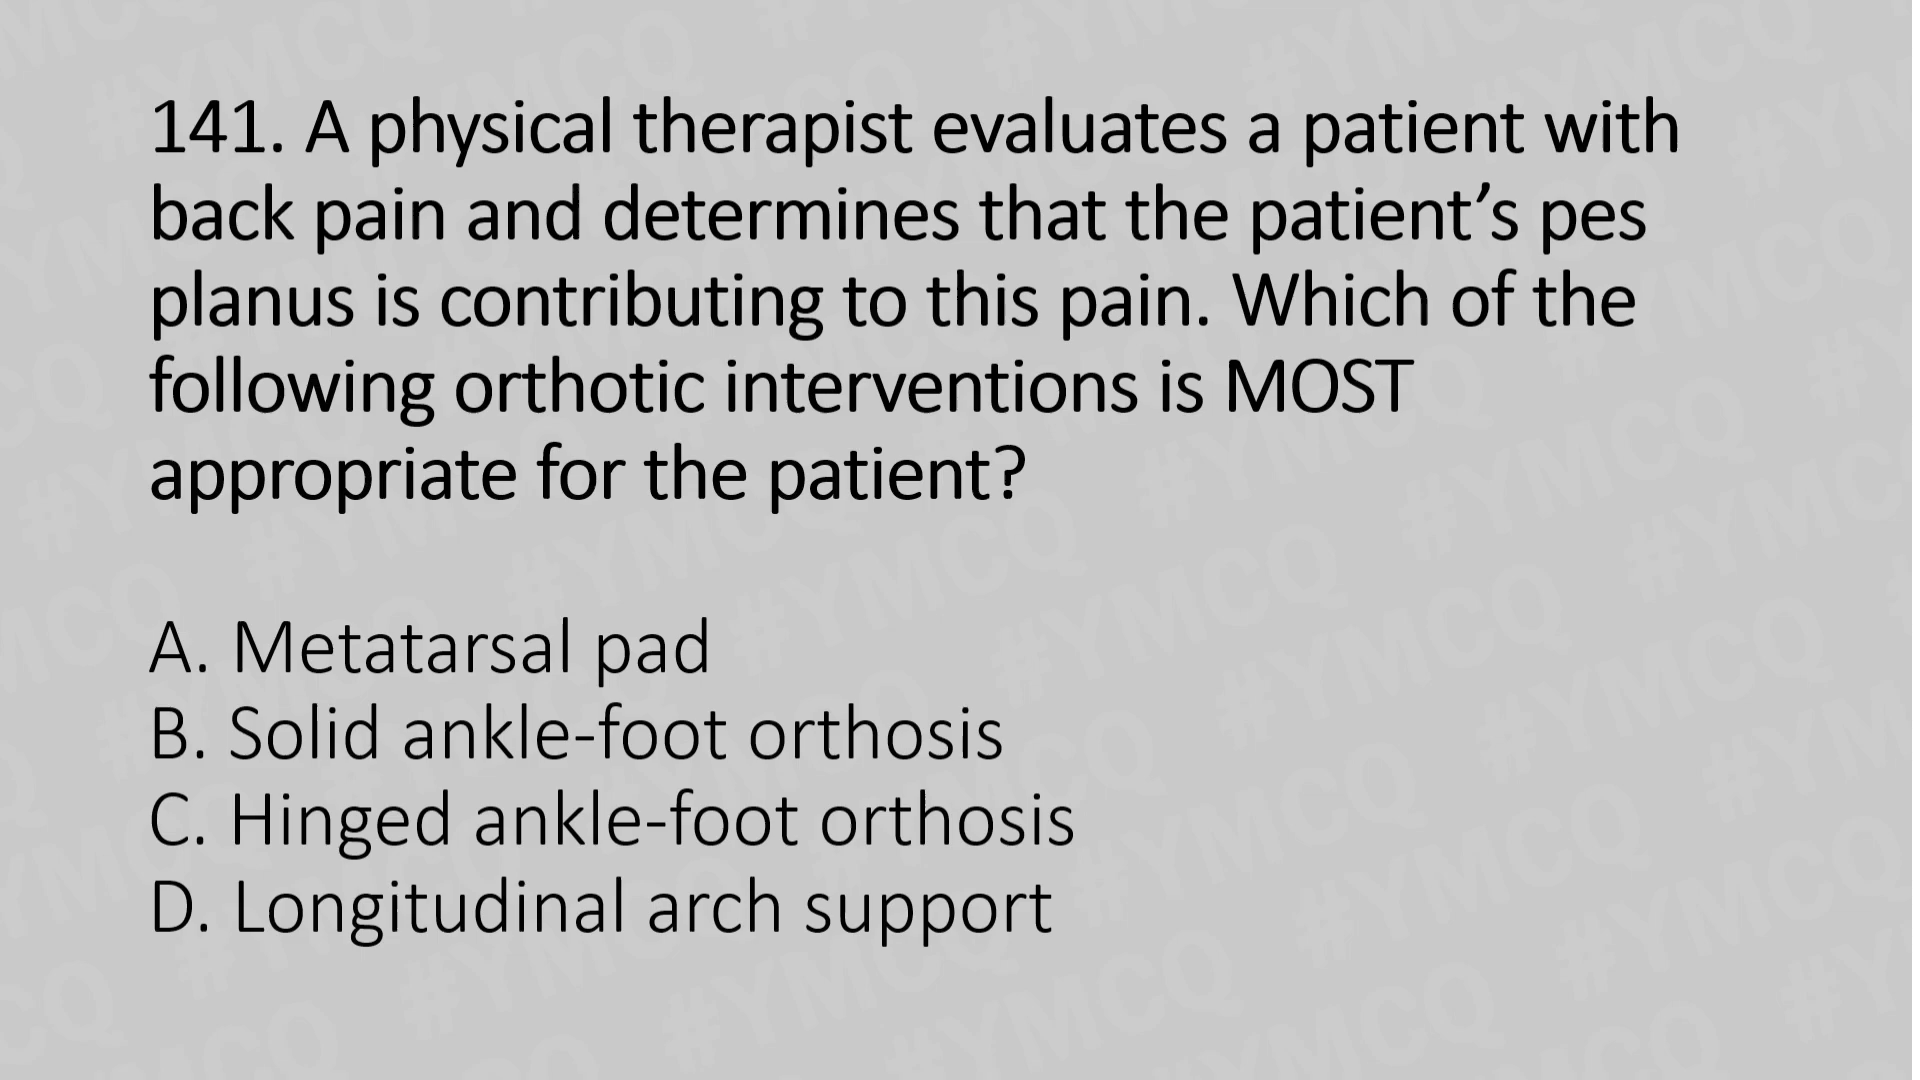 141. A physical therapist evaluates a patient with
back pain and determines that the patient’s pes
planus is contributing to this pain. Which of the
following orthotic interventions is MOST
appropriate for the patient?
A. Metatarsal pad
B. Solid ankle-foot orthosis
C. Hinged ankle-foot orthosis
D. Longitudinal arch support
#YMCQ